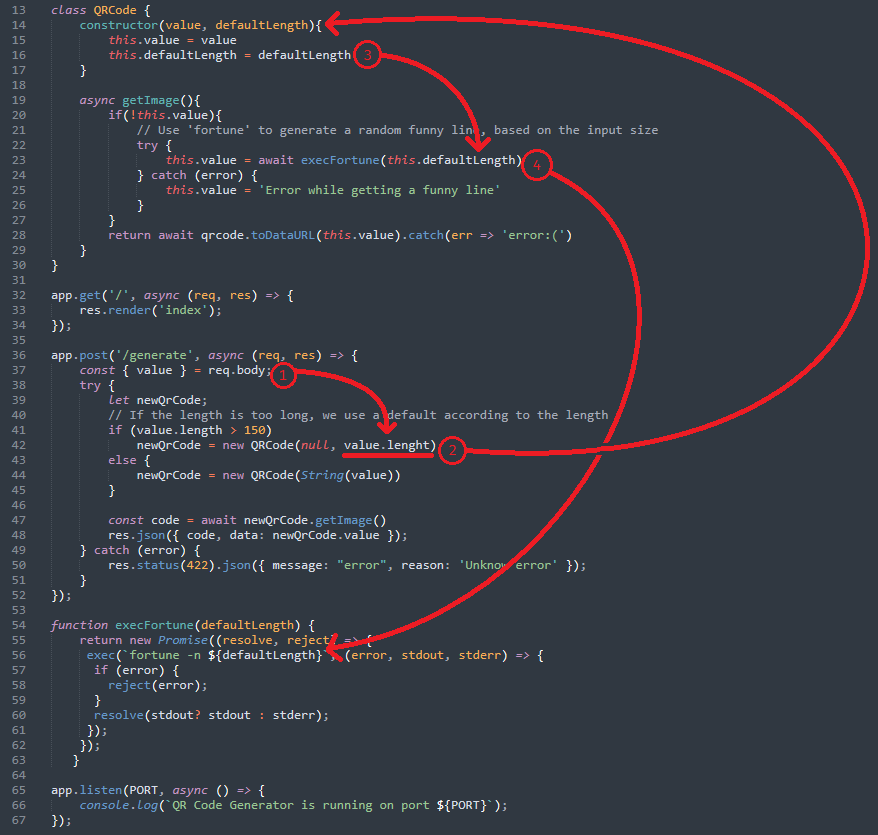 13 class QRCode {
14 constructor(value, defaultLength){
15 this.value = value
16 this.defaultLength = defaultLength 3
17 }
18
19 async getImage(){
20 if(!this.value){
21 // Use 'fortune' to generate a random funny line, based on the input size
22 try {
23 this.value = await execFortune(this.defaultLength) 4
24 } catch (error) {
25 this.value = 'Error while getting a funny line'
26 }
27 }
28 return await qrcode.toDataURL(this.value).catch(err => 'error:(')
29 }
30 }
31
32 app.get('/', async (req, res) => {
33 res.render('index');
34 });
35
36 app.post('/generate', async (req, res) => {
37 const { value } = req.body; 1
38 try {
39 let newQrCode;
40 // If the length is too long, we use a default according to the length
41 if (value.length > 150)
42 newQrCode = new QRCode(null, value.lenght) 2
43 else {
44 newQrCode = new QRCode(String(value))
45 }
46
47 const code = await newQrCode.getImage()
48 res.json({ code, data: newQrCode.value });
49 } catch (error) {
50 res.status(422).json({ message: "error", reason: 'Unknow error' });
51 }
52 });
53
54 function execFortune(defaultLength) {
55 return new Promise((resolve, reject) => {
56 exec(`fortune -n ${defaultLength}`, (error, stdout, stderr) => {
57 if (error) {
58 reject(error);
59 }
60 resolve(stdout? stdout : stderr);
61 });
62 });
63 }
64
65 app.listen(PORT, async () => {
66 console.log(`QR Code Generator is running on port ${PORT}`);
67 });